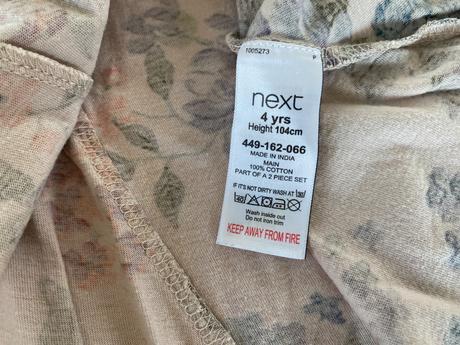 1005273 P
next
4 yrs
Height 104cm
449-162-066
MADE IN INDIA
MAIN
100% COTTON
PART OF A 2 PIECE SET
IF IT'S NOT DIRTY WASH AT 30
Wash inside out
Do not iron trim
KEEP AWAY FROM FIRE